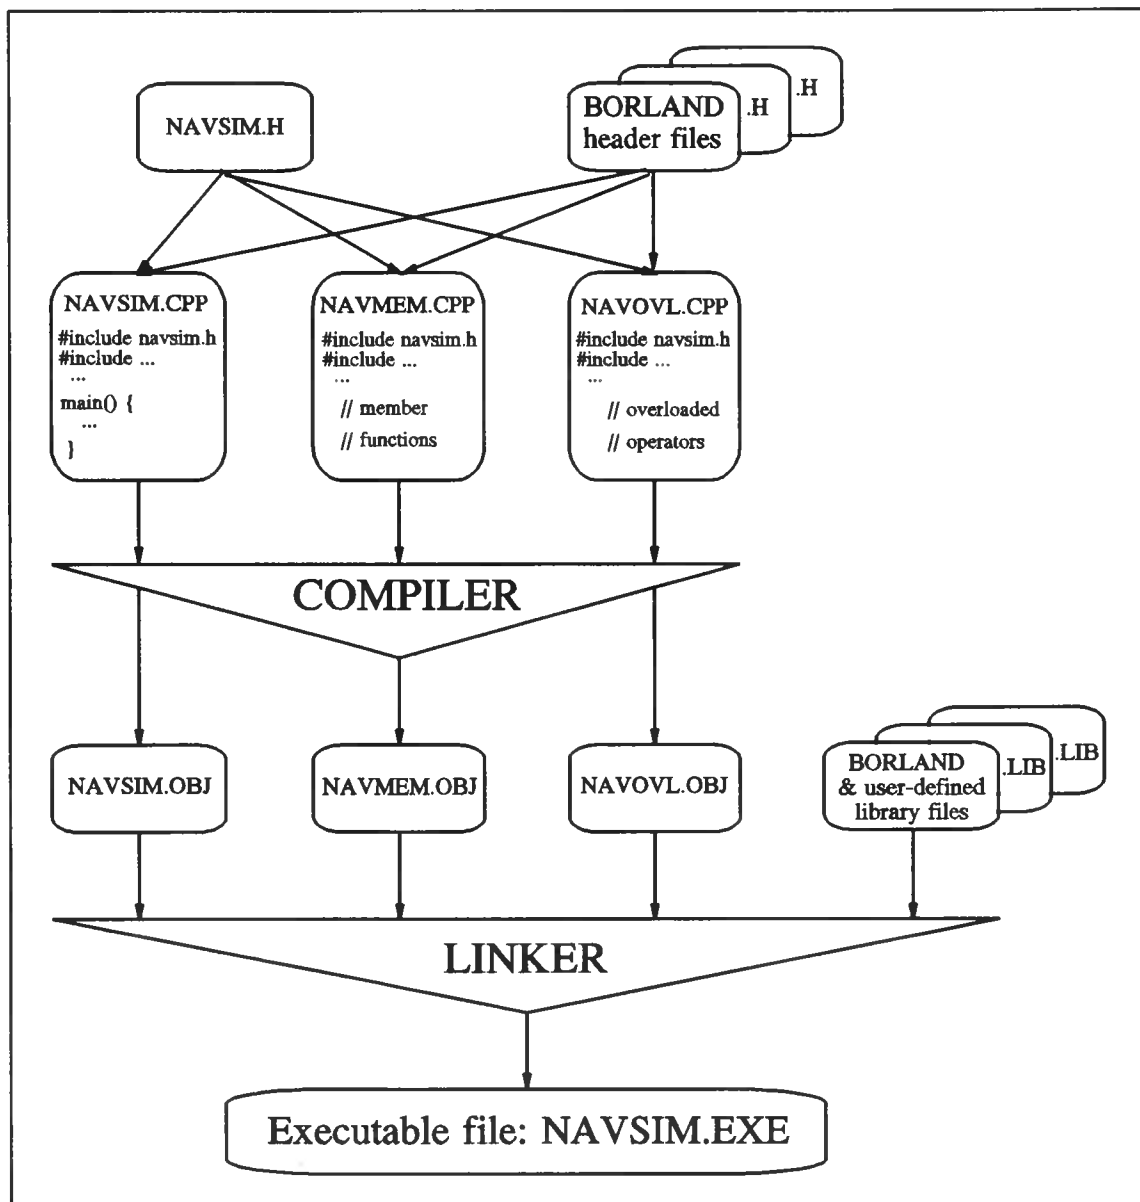 NAVSIM.H
BORLAND
header files
.H
.H
NAVSIM.CPP
#include navsim.h
#include ...
...
main() {
...
}
NAVMEM.CPP
#include navsim.h
#include ...
...
// member
// functions
NAVOVL.CPP
#include navsim.h
#include ...
...
// overloaded
// operators
COMPILER
NAVSIM.OBJ
NAVMEM.OBJ
NAVOVL.OBJ
BORLAND
& user-defined
library files
.LIB
.LIB
LINKER
Executable file: NAVSIM.EXE